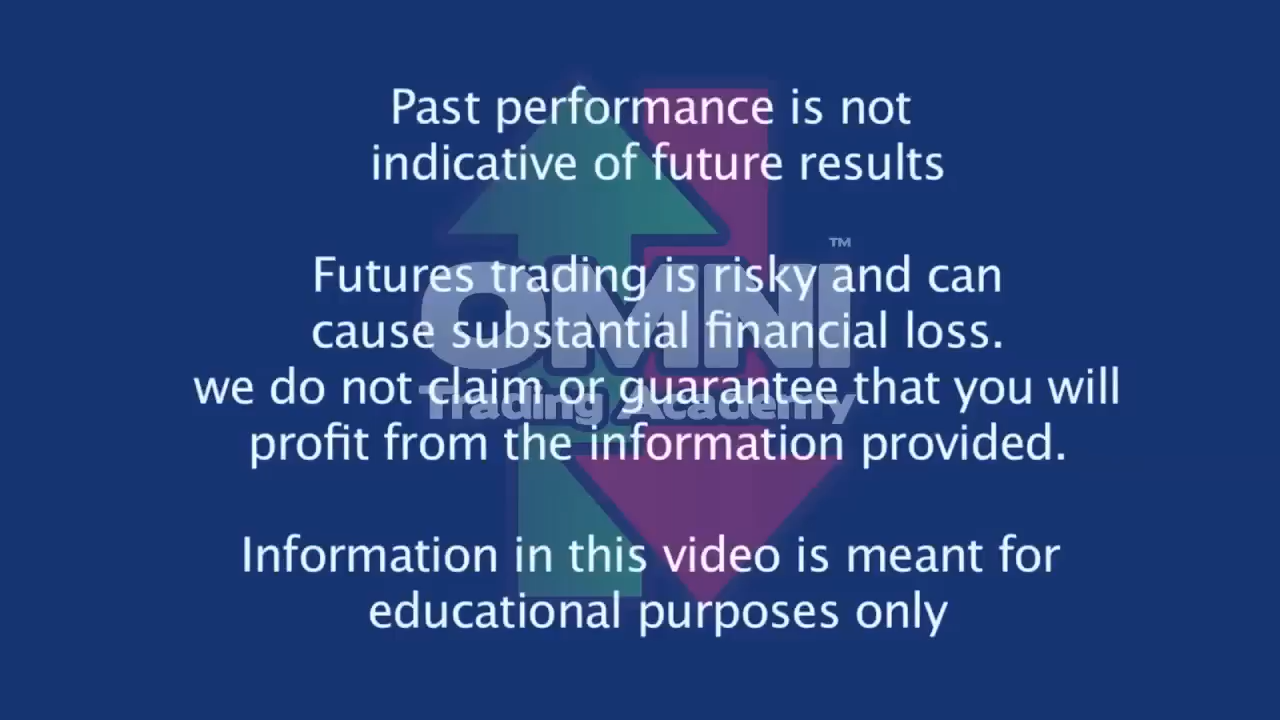 Past performance is not
indicative of future results
™
Futures trading is risky and can
cause substantial financial loss.
we do not claim or guarantee that you will
profit from the information provided.
OMNI
Trading Academy
Information in this video is meant for
educational purposes only